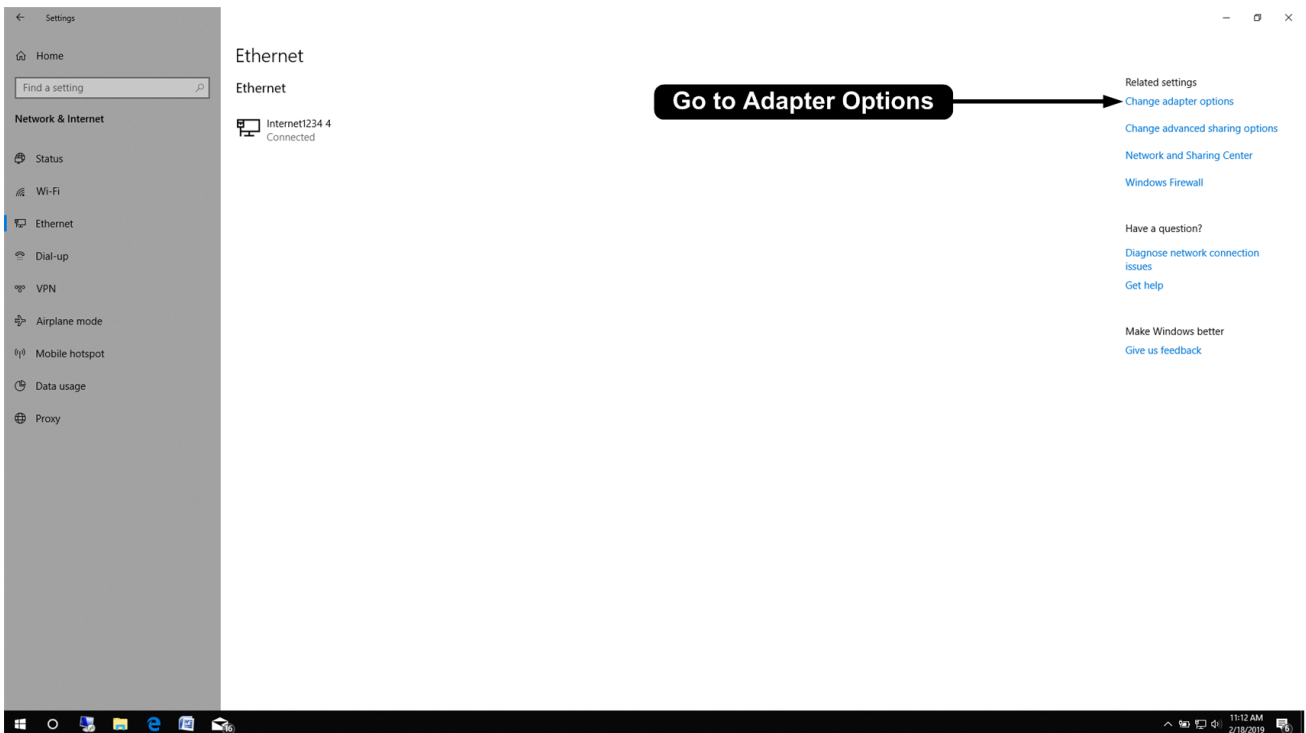 Settings
Home
Find a setting
Network & Internet
Status
Wi-Fi
Ethernet
Dial-up
VPN
Airplane mode
Mobile hotspot
Data usage
Proxy
Ethernet
Ethernet
Internet1234 4
Connected
Go to Adapter Options
Related settings
Change adapter options
Change advanced sharing options
Network and Sharing Center
Windows Firewall
Have a question?
Diagnose network connection
issues
Get help
Make Windows better
Give us feedback
16
11:12 AM
2/18/2019
6